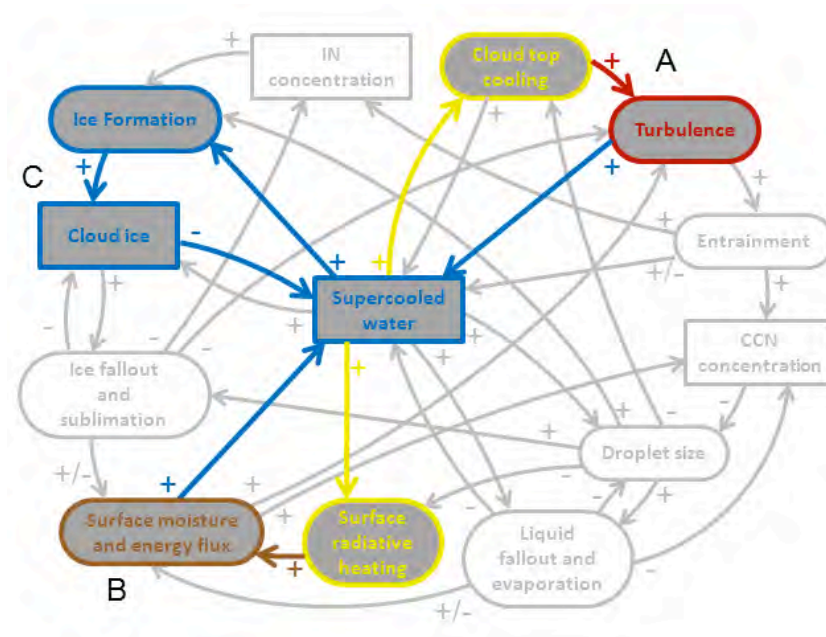 +
IN
concentration
Cloud top
cooling
+
A
Ice Formation
Turbulence
+
+
+
+
C
Cloud ice
-
Entrainment
+
+/-
+
+
+
+
Supercooled
water
+
-
-
-
+
+
CCN
concentration
Ice fallout
and
sublimation
+
-
-
+
Droplet size
+/-
+
+
+
-
-
-
+
Surface moisture
and energy flux
+
Surface
radiative
heating
Liquid
fallout and
evaporation
-
B
+/-